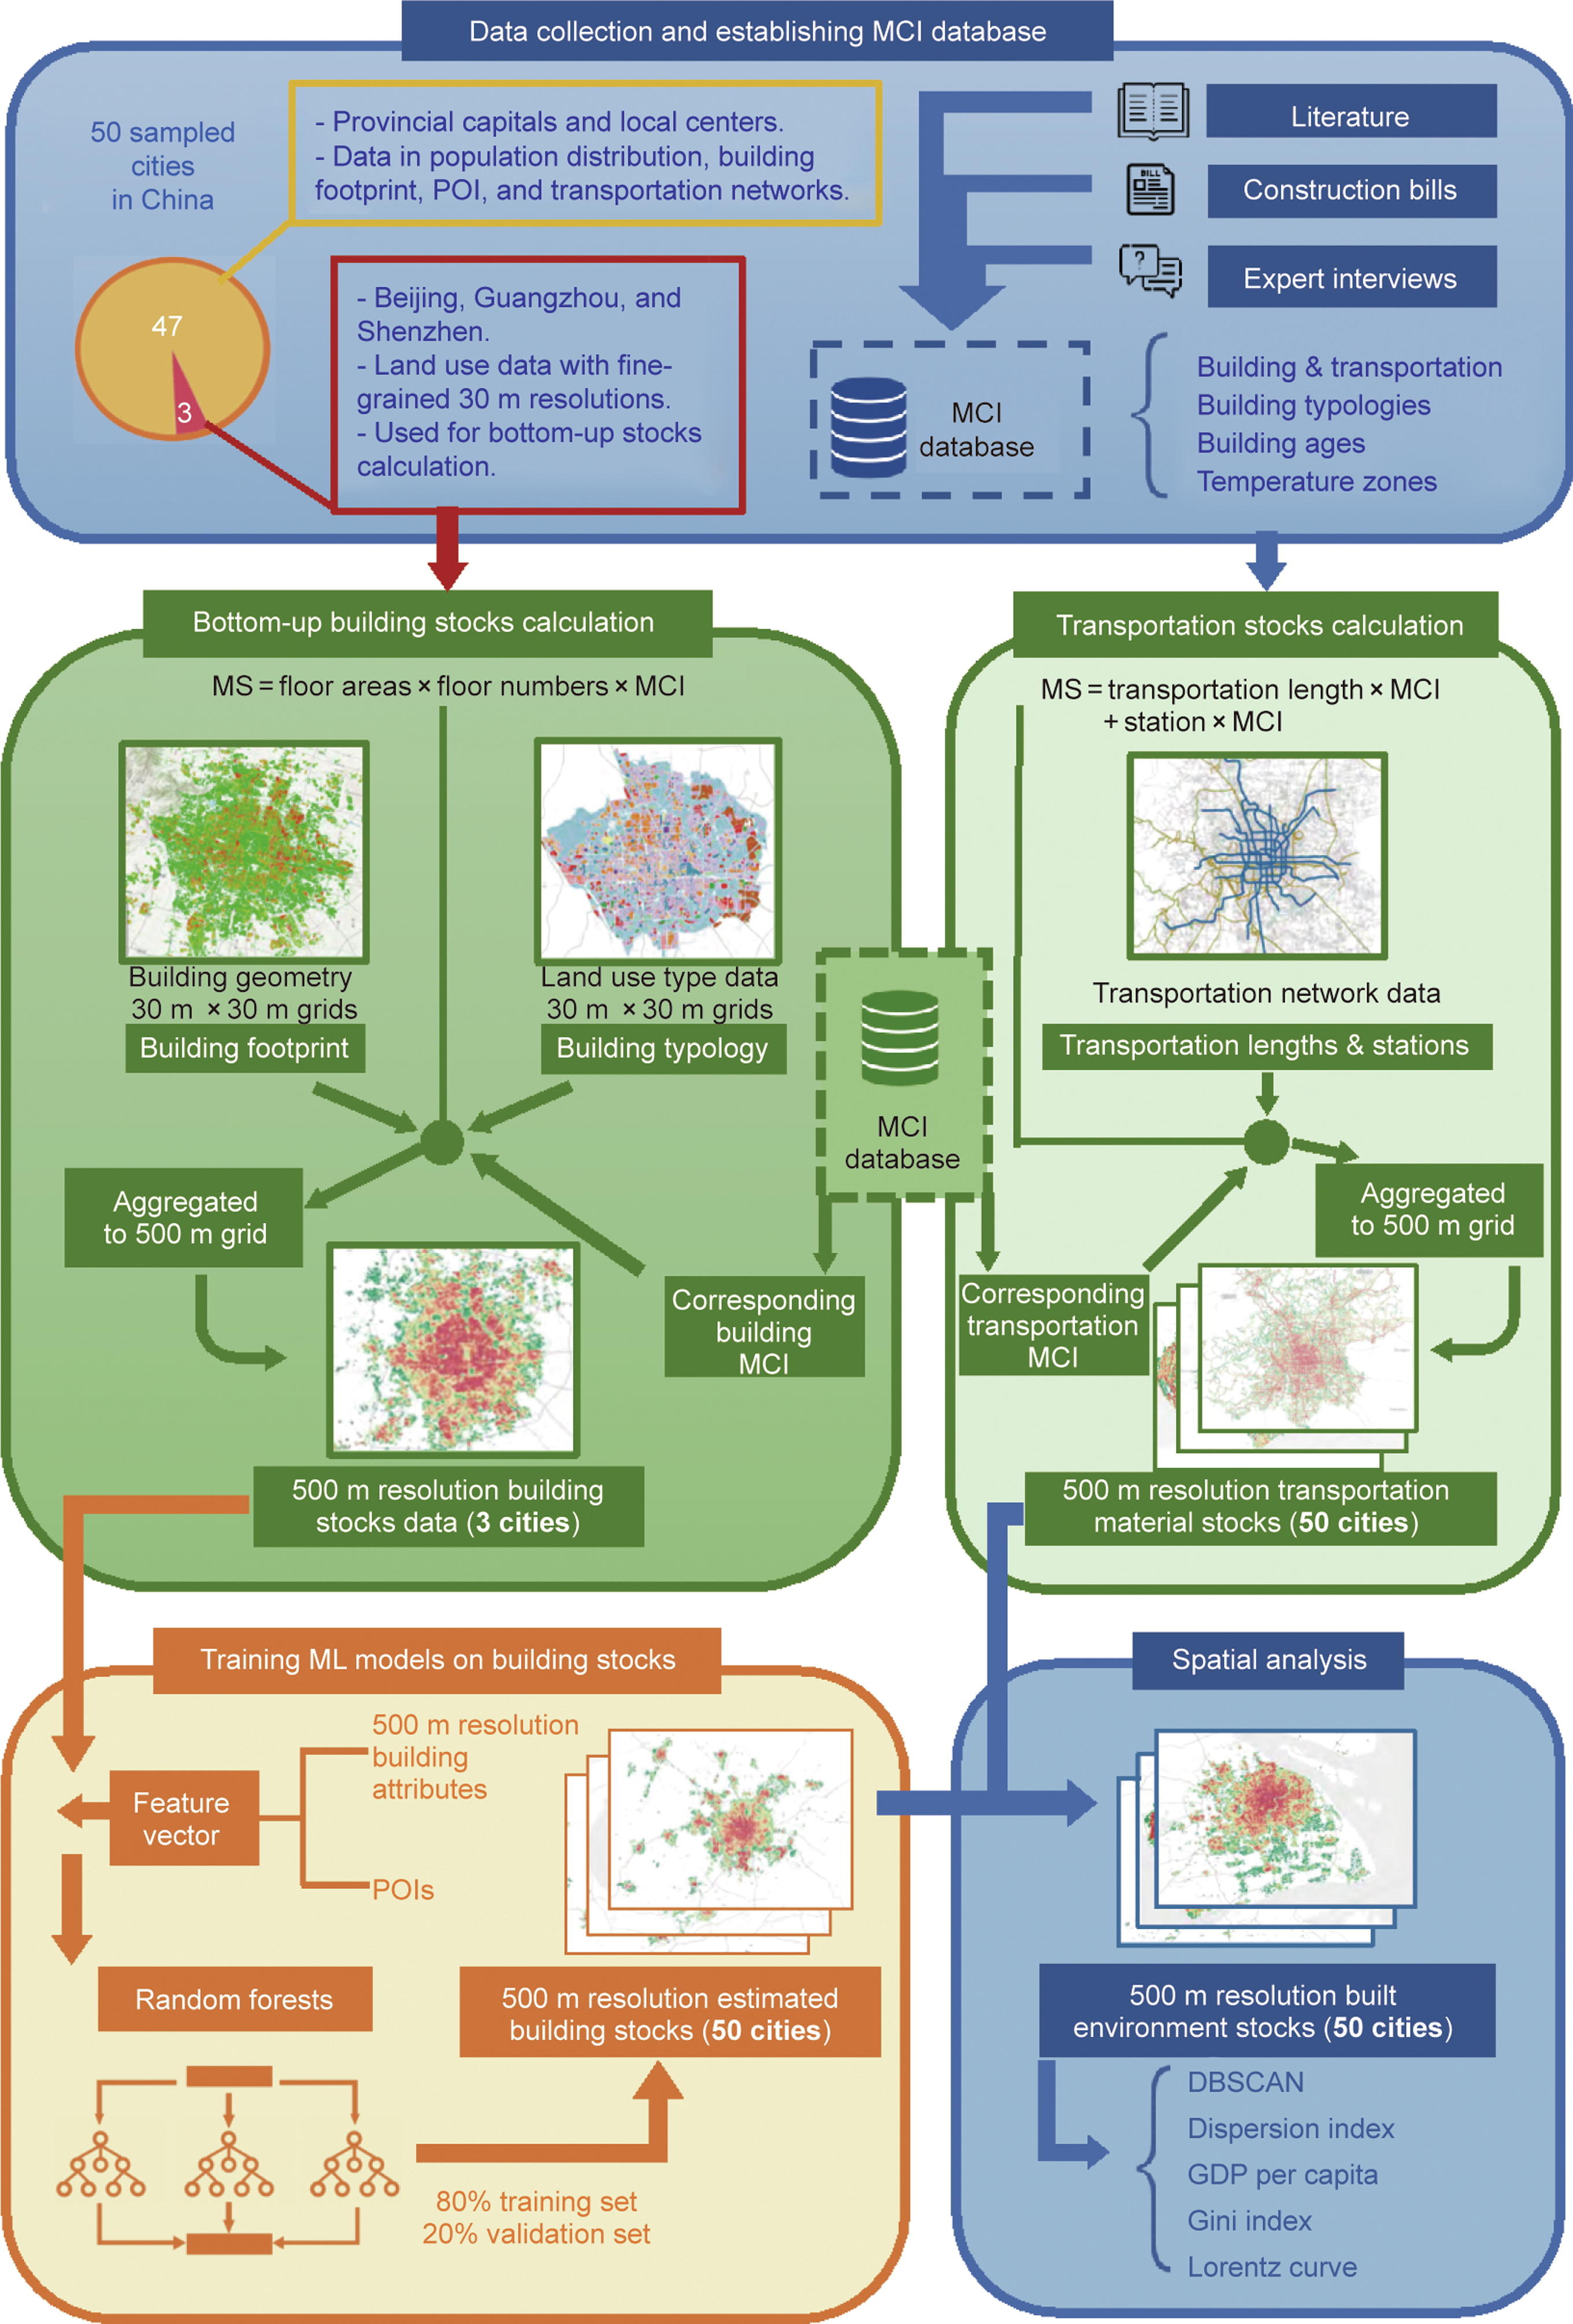 Data collection and establishing MCI database
50 sampled
cities
in China
- Provincial capitals and local centers.
- Data in population distribution, building
footprint, POI, and transportation networks.
47
3
- Beijing, Guangzhou, and
Shenzhen.
- Land use data with fine-
grained 30 m resolutions.
- Used for bottom-up stocks
calculation.
Literature
BILL
Construction bills
?
Expert interviews
MCI
database
Building & transportation
Building typologies
Building ages
Temperature zones
Bottom-up building stocks calculation
MS = floor areas × floor numbers × MCI
Building geometry
30 m × 30 m grids
Building footprint
Land use type data
30 m × 30 m grids
Building typology
Aggregated
to 500 m grid
Corresponding
building
MCI
500 m resolution building
stocks data (3 cities)
MCI
database
Transportation stocks calculation
MS = transportation length × MCI
+ station × MCI
Transportation network data
Transportation lengths & stations
Aggregated
to 500 m grid
Corresponding
transportation
MCI
500 m resolution transportation
material stocks (50 cities)
Training ML models on building stocks
500 m resolution
building
attributes
Feature
vector
POIs
Random forests
500 m resolution estimated
building stocks (50 cities)
80% training set
20% validation set
Spatial analysis
500 m resolution built
environment stocks (50 cities)
DBSCAN
Dispersion index
GDP per capita
Gini index
Lorentz curve